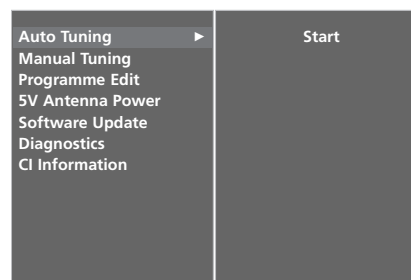 Auto Tuning ► Start
Manual Tuning
Programme Edit
5V Antenna Power
Software Update
Diagnostics
CI Information